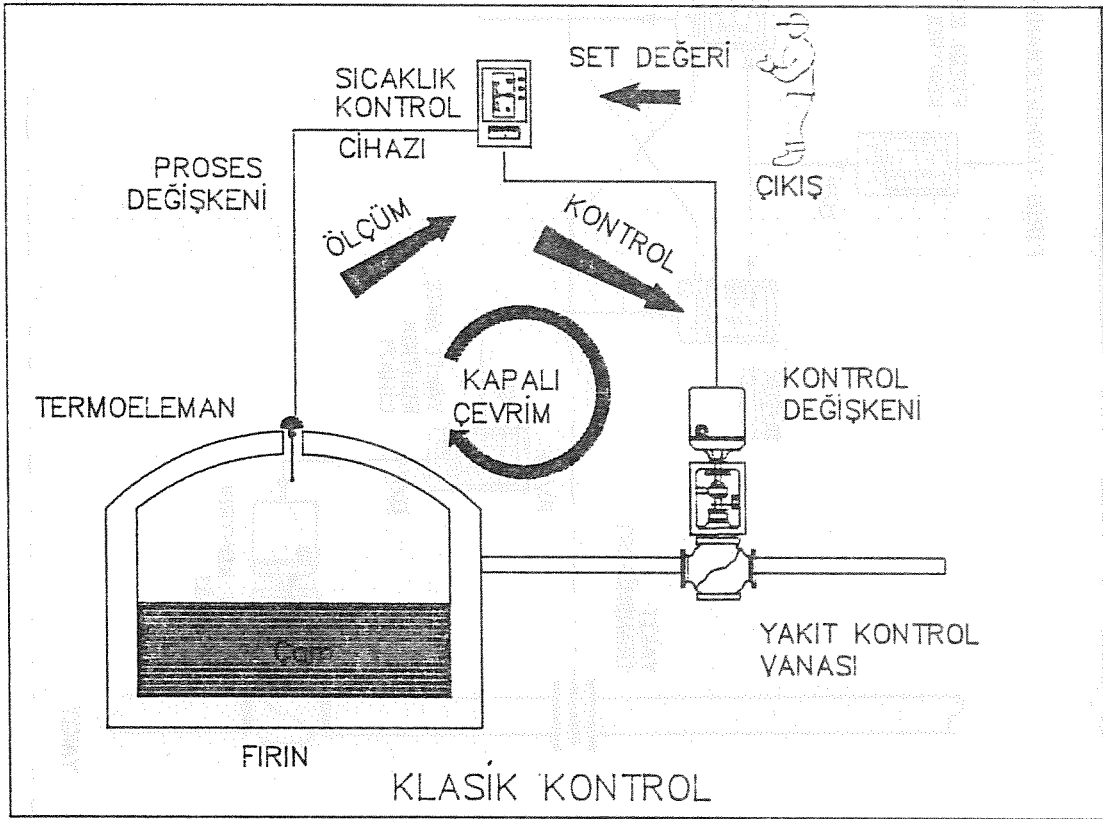 SET DEĞERİ
SICAKLIK
KONTROL
CİHAZI
PROSES
DEĞİŞKENİ
ÇIKIŞ
ÖLÇÜM
KONTROL
KAPALI
ÇEVRİM
KONTROL
DEĞİŞKENİ
TERMOELEMAN
Cam
YAKIT KONTROL
VANASI
FIRIN
KLASİK KONTROL